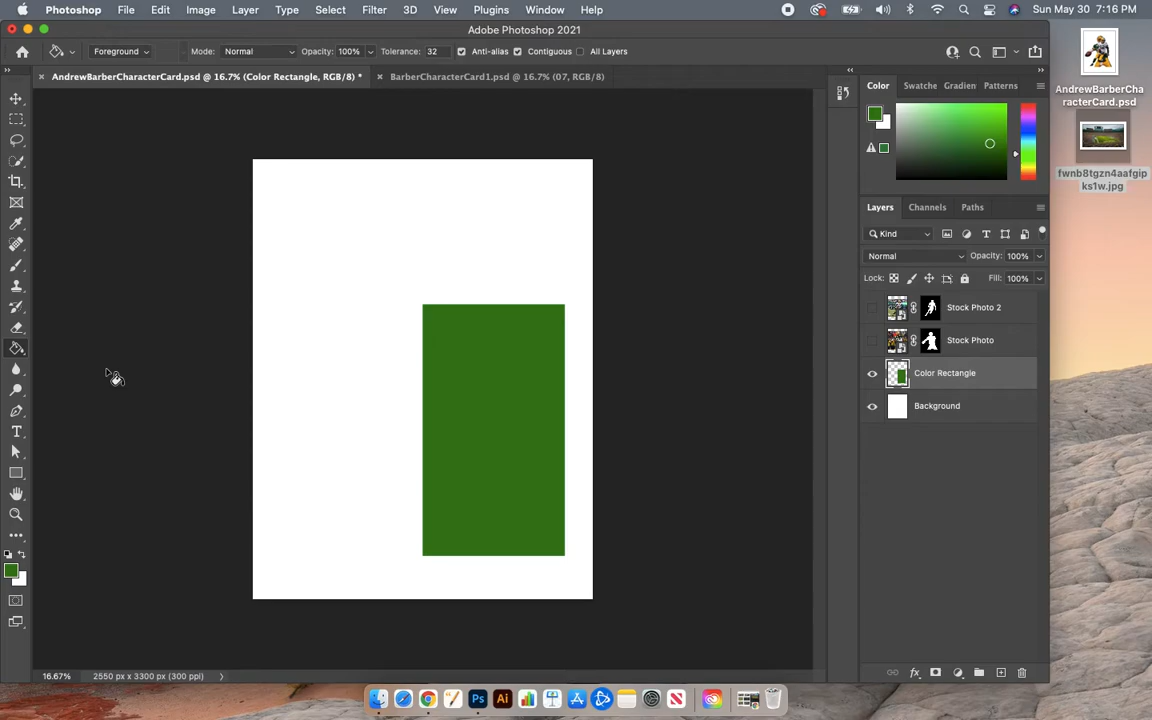 Photoshop File Edit Image Layer Type Select Filter 3D View Plugins Window Help Sun May 30 7:16 PM
Adobe Photoshop 2021
Foreground Mode: Normal Opacity: 100% Tolerance: 32 Anti-alias Contiguous All Layers
AndrewBarberCharacterCard.psd @ 16.7% (Color Rectangle, RGB/8) * BarberCharacterCard1.psd @ 16.7% (07, RGB/8)
Color Swatche Gradien Patterns
AndrewBarberCha
racterCard.psd
fwnb8tgzn4aafgip
ks1w.jpg
Layers Channels Paths
Kind
Normal Opacity: 100%
Lock: Fill: 100%
Stock Photo 2
Stock Photo
Color Rectangle
Background
16.67% 2550 px x 3300 px (300 ppi)